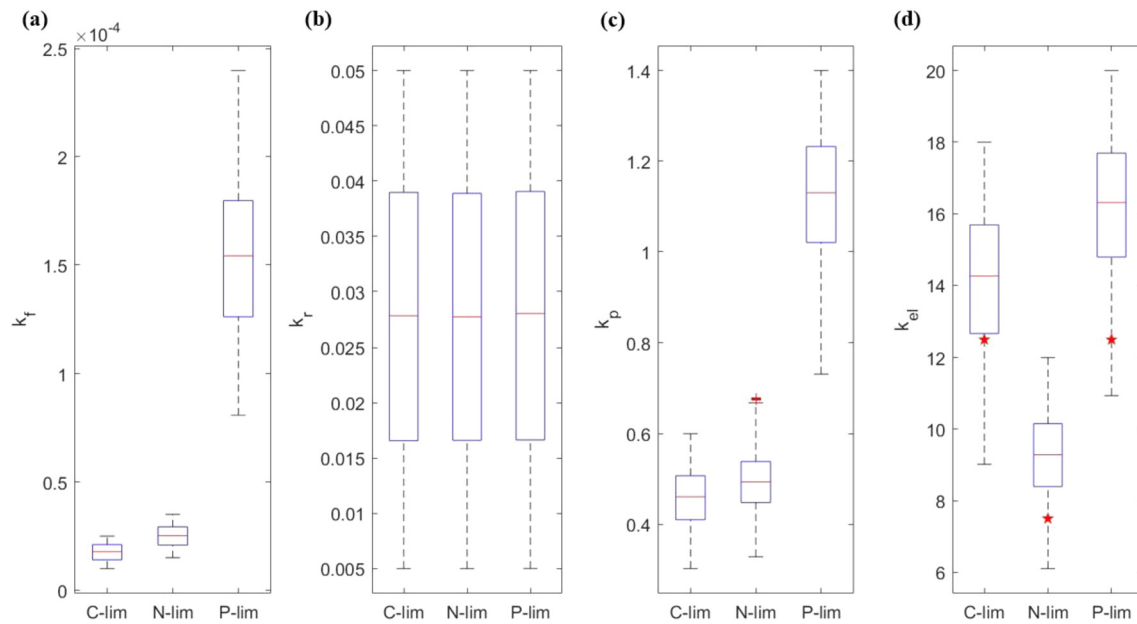 (a)
×10⁻⁴
2.5
2
1.5
1
0.5
0
k_f
C-lim N-lim P-lim
(b)
0.05
0.045
0.04
0.035
0.03
0.025
0.02
0.015
0.01
0.005
k_r
C-lim N-lim P-lim
(c)
1.4
1.2
1
0.8
0.6
0.4
k_p
C-lim N-lim P-lim
(d)
20
18
16
14
12
10
8
6
k_el
C-lim N-lim P-lim